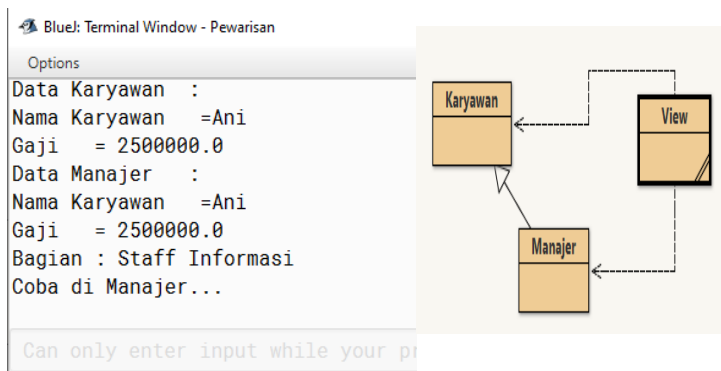 BlueJ: Terminal Window - Pewarisan
Options
Data Karyawan  :
Nama Karyawan   =Ani
Gaji   = 2500000.0
Data Manajer   :
Nama Karyawan   =Ani
Gaji   = 2500000.0
Bagian : Staff Informasi
Coba di Manajer...
Can only enter input while your
Karyawan
View
Manajer